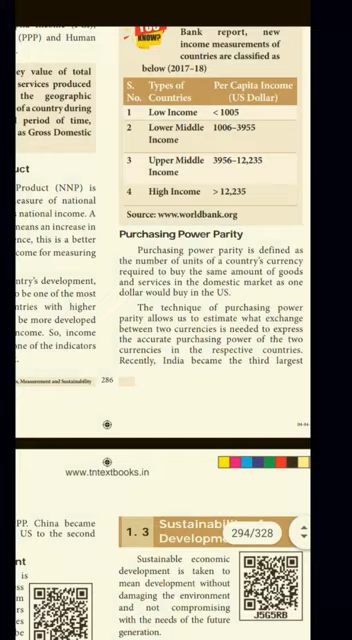 (PPP) and Human
ey value of total
services produced
the geographic
of a country during
period of time,
as Gross Domestic
uct
Product (NNP) is
easure of national
national income. A
means an increase in
nce, this is a better
come for measuring
ntry's development,
o be one of the most
ntries with higher
be more developed
ncome. So, income
one of the indicators
YOU
KNOW?
Bank report, new
income measurements of
countries are classified as
below (2017–18)
S. No. Types of Countries Per Capita Income (US Dollar)
1 Low Income < 1005
2 Lower Middle Income 1006–3955
3 Upper Middle Income 3956–12,235
4 High Income > 12,235
Source: www.worldbank.org
Purchasing Power Parity
Purchasing power parity is defined as
the number of units of a country's currency
required to buy the same amount of goods
and services in the domestic market as one
dollar would buy in the US.
The technique of purchasing power
parity allows us to estimate what exchange
between two currencies is needed to express
the accurate purchasing power of the two
currencies in the respective countries.
Recently, India became the third largest
, Measurement and Sustainability 286
www.tntextbooks.in
PP. China became
US to the second
nt
is
1.3
Developm
294/328
Sustainable economic
development is taken to
mean development without
damaging the environment
and not compromising
with the needs of the future
generation.
J5G5RB